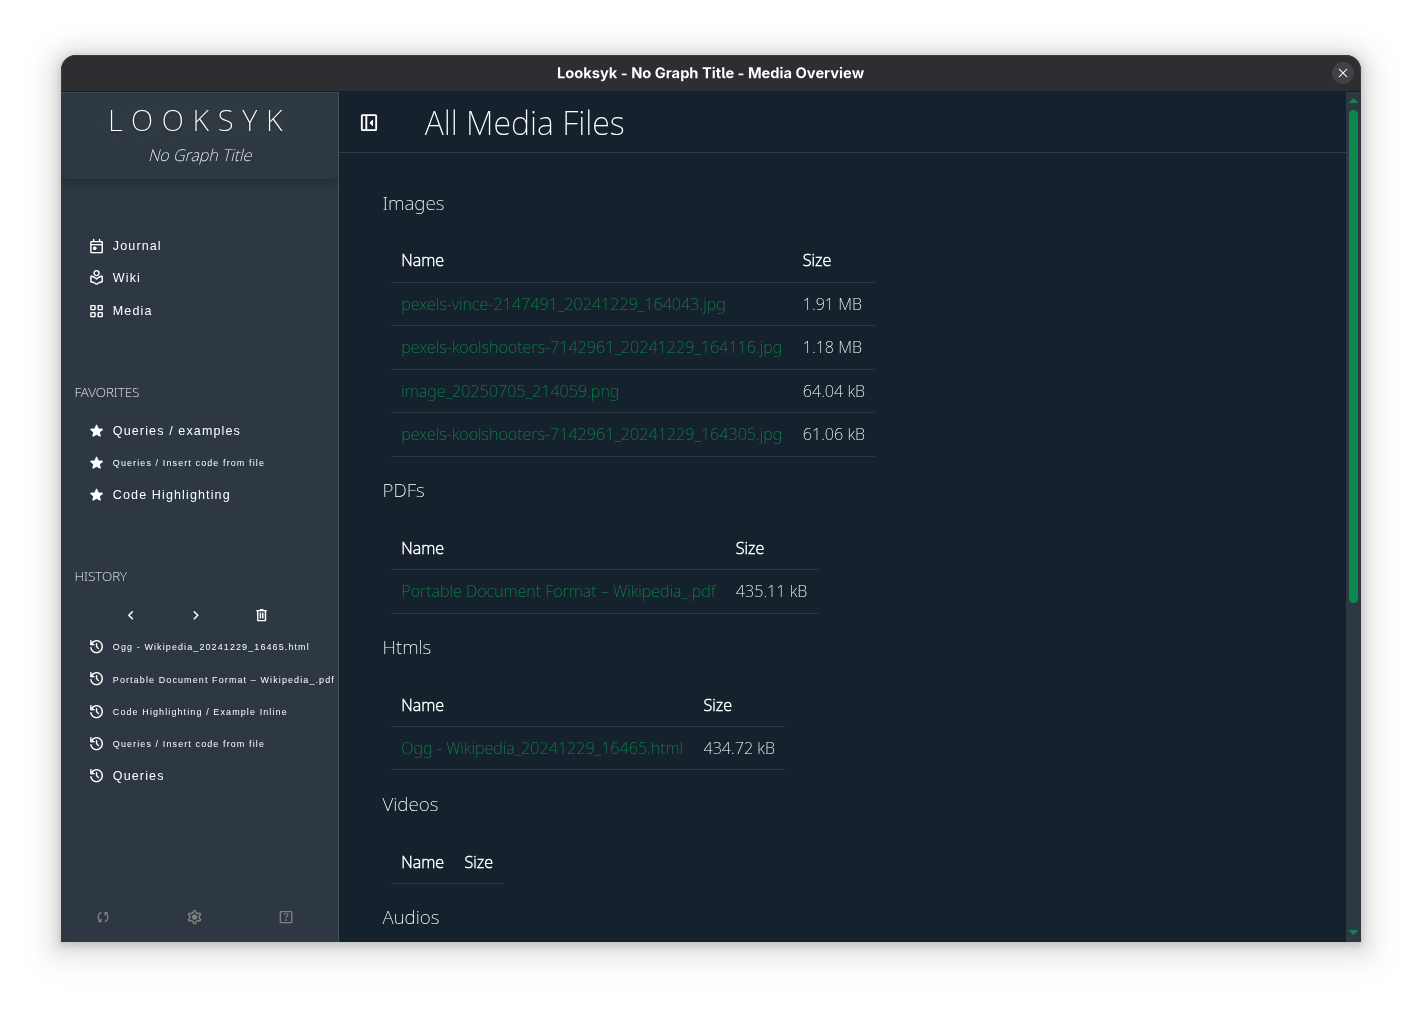 Looksyk - No Graph Title - Media Overview
LOOKSYK
No Graph Title
Journal
Wiki
Media
FAVORITES
Queries / examples
Queries / Insert code from file
Code Highlighting
HISTORY
Ogg - Wikipedia_20241229_16465.html
Portable Document Format – Wikipedia_.pdf
Code Highlighting / Example Inline
Queries / Insert code from file
Queries
All Media Files
Images
Name Size
pexels-vince-2147491_20241229_164043.jpg 1.91 MB
pexels-koolshooters-7142961_20241229_164116.jpg 1.18 MB
image_20250705_214059.png 64.04 kB
pexels-koolshooters-7142961_20241229_164305.jpg 61.06 kB
PDFs
Name Size
Portable Document Format – Wikipedia_.pdf 435.11 kB
Htmls
Name Size
Ogg - Wikipedia_20241229_16465.html 434.72 kB
Videos
Name Size
Audios